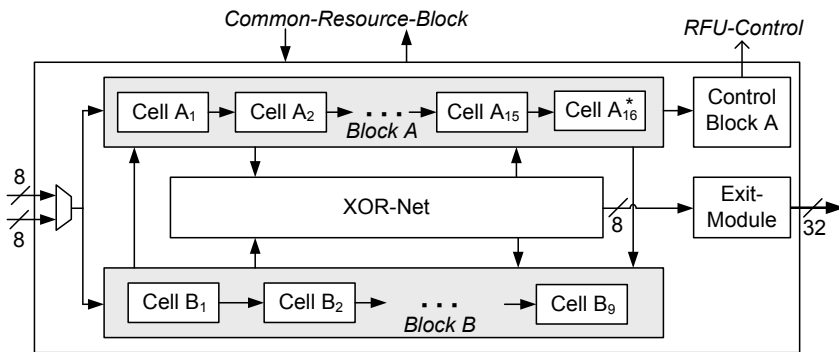 Common-Resource-Block
RFU-Control
Cell A1
Cell A2
. . .
Cell A15
Cell A*16
Block A
Control
Block A
8
8
XOR-Net
8
Exit-
Module
32
Cell B1
Cell B2
. . .
Cell B9
Block B